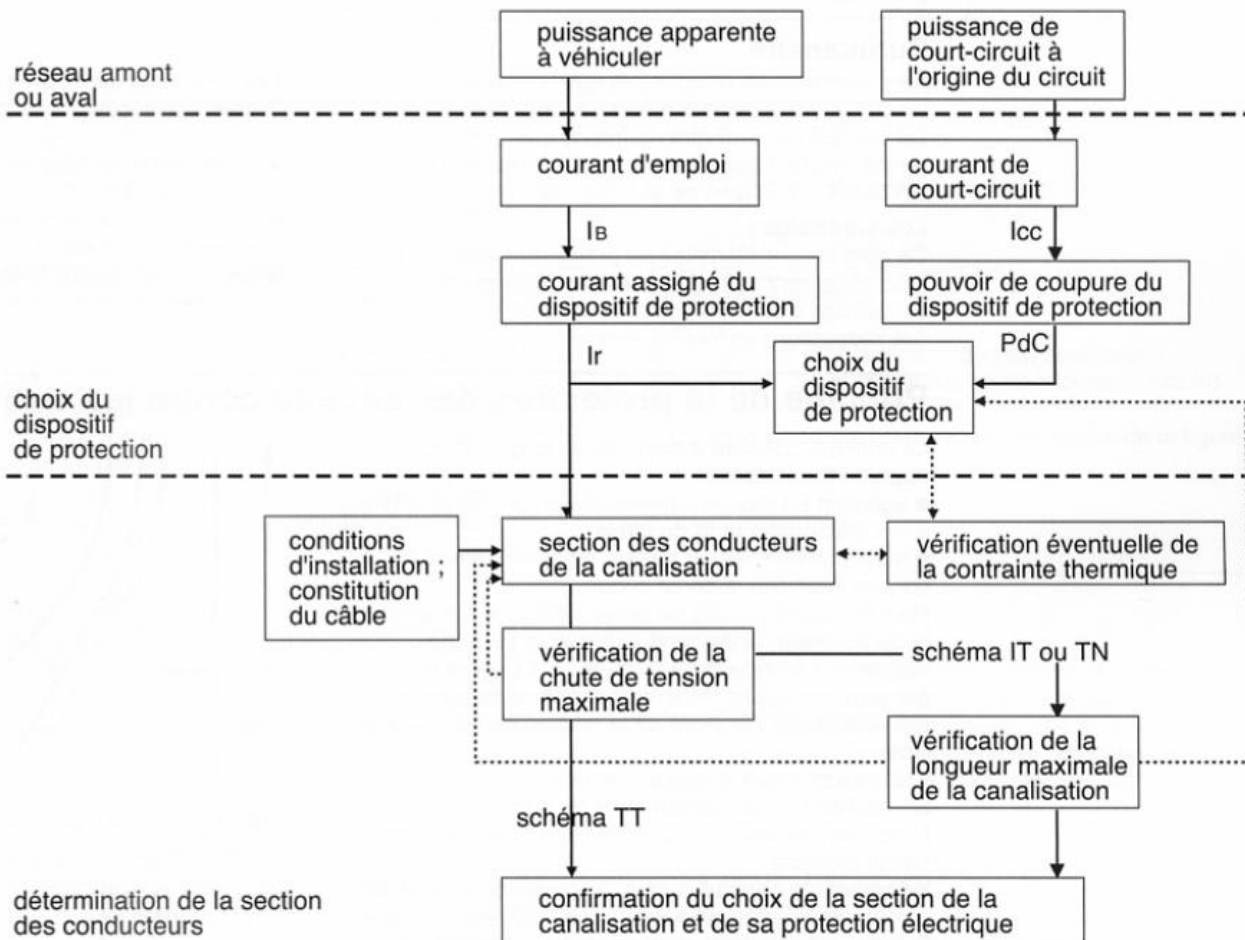 puissance apparente
à véhiculer
puissance de
court-circuit à
l'origine du circuit
réseau amont
ou aval
courant d'emploi
courant de
court-circuit
IB
Icc
courant assigné du
dispositif de protection
pouvoir de coupure du
dispositif de protection
Ir
PdC
choix du
dispositif
de protection
choix du
dispositif
de protection
conditions
d'installation ;
constitution
du câble
section des conducteurs
de la canalisation
vérification éventuelle de
la contrainte thermique
vérification de la
chute de tension
maximale
schéma IT ou TN
vérification de la
longueur maximale
de la canalisation
schéma TT
détermination de la section
des conducteurs
confirmation du choix de la section de la
canalisation et de sa protection électrique